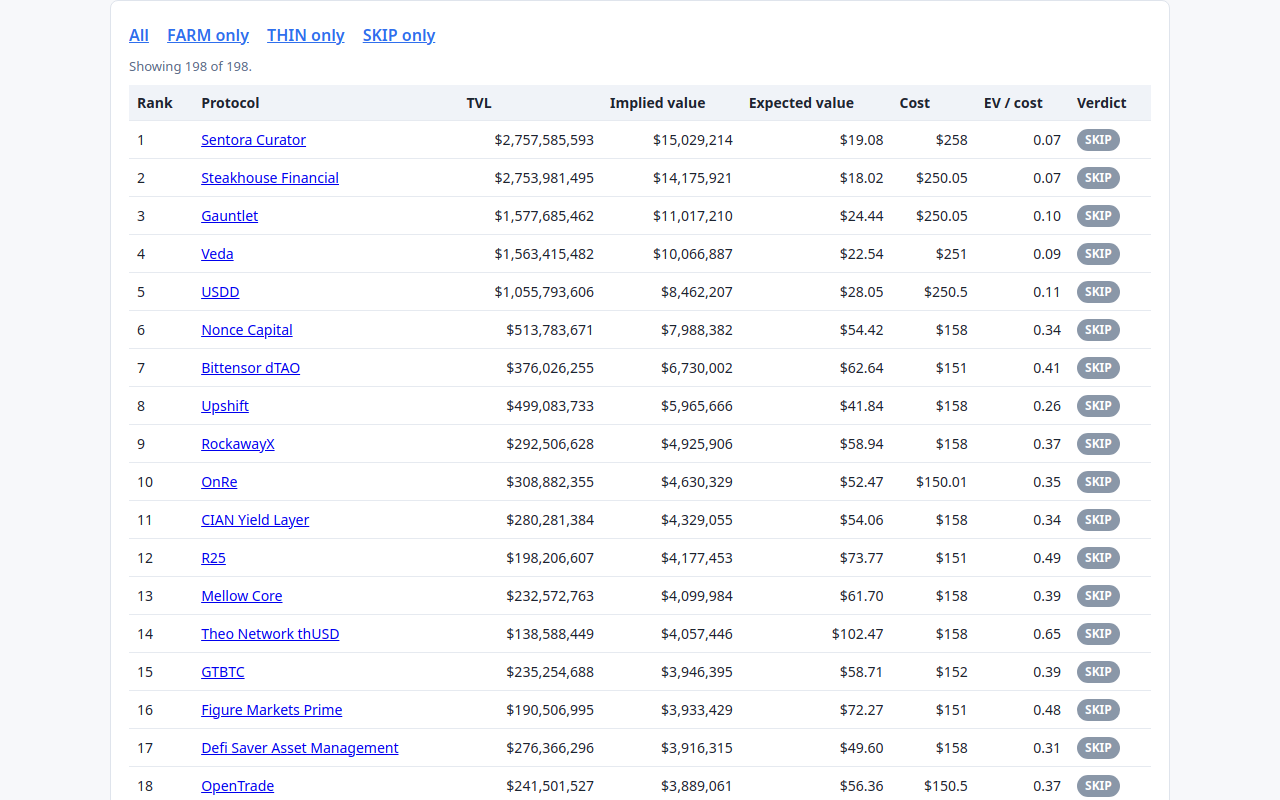 All FARM only THIN only SKIP only
Showing 198 of 198.
Rank Protocol TVL Implied value Expected value Cost EV / cost Verdict
1 Sentora Curator $2,757,585,593 $15,029,214 $19.08 $258 0.07 SKIP
2 Steakhouse Financial $2,753,981,495 $14,175,921 $18.02 $250.05 0.07 SKIP
3 Gauntlet $1,577,685,462 $11,017,210 $24.44 $250.05 0.10 SKIP
4 Veda $1,563,415,482 $10,066,887 $22.54 $251 0.09 SKIP
5 USDD $1,055,793,606 $8,462,207 $28.05 $250.5 0.11 SKIP
6 Nonce Capital $513,783,671 $7,988,382 $54.42 $158 0.34 SKIP
7 Bittensor dTAO $376,026,255 $6,730,002 $62.64 $151 0.41 SKIP
8 Upshift $499,083,733 $5,965,666 $41.84 $158 0.26 SKIP
9 RockawayX $292,506,628 $4,925,906 $58.94 $158 0.37 SKIP
10 OnRe $308,882,355 $4,630,329 $52.47 $150.01 0.35 SKIP
11 CIAN Yield Layer $280,281,384 $4,329,055 $54.06 $158 0.34 SKIP
12 R25 $198,206,607 $4,177,453 $73.77 $151 0.49 SKIP
13 Mellow Core $232,572,763 $4,099,984 $61.70 $158 0.39 SKIP
14 Theo Network thUSD $138,588,449 $4,057,446 $102.47 $158 0.65 SKIP
15 GTBTC $235,254,688 $3,946,395 $58.71 $152 0.39 SKIP
16 Figure Markets Prime $190,506,995 $3,933,429 $72.27 $151 0.48 SKIP
17 Defi Saver Asset Management $276,366,296 $3,916,315 $49.60 $158 0.31 SKIP
18 OpenTrade $241,501,527 $3,889,061 $56.36 $150.5 0.37 SKIP